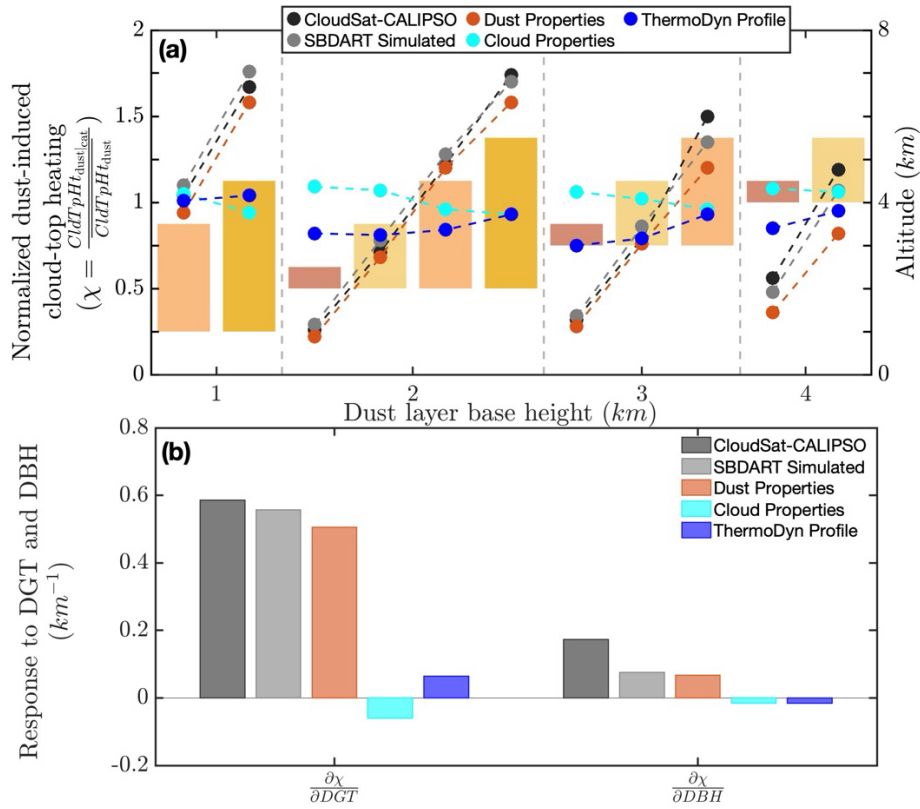 (a)
CloudSat-CALIPSO
SBDART Simulated
Dust Properties
Cloud Properties
ThermoDyn Profile
Normalized dust-induced
cloud-top heating
(χ = CldTpHt_dust|cat / CldTpHt_dust)
2
1.5
1
0.5
0
8
4
0
Altitude (km)
1
2
3
4
Dust layer base height (km)
(b)
CloudSat-CALIPSO
SBDART Simulated
Dust Properties
Cloud Properties
ThermoDyn Profile
Response to DGT and DBH
(km⁻¹)
0.8
0.6
0.4
0.2
0
-0.2
∂χ/∂DGT
∂χ/∂DBH